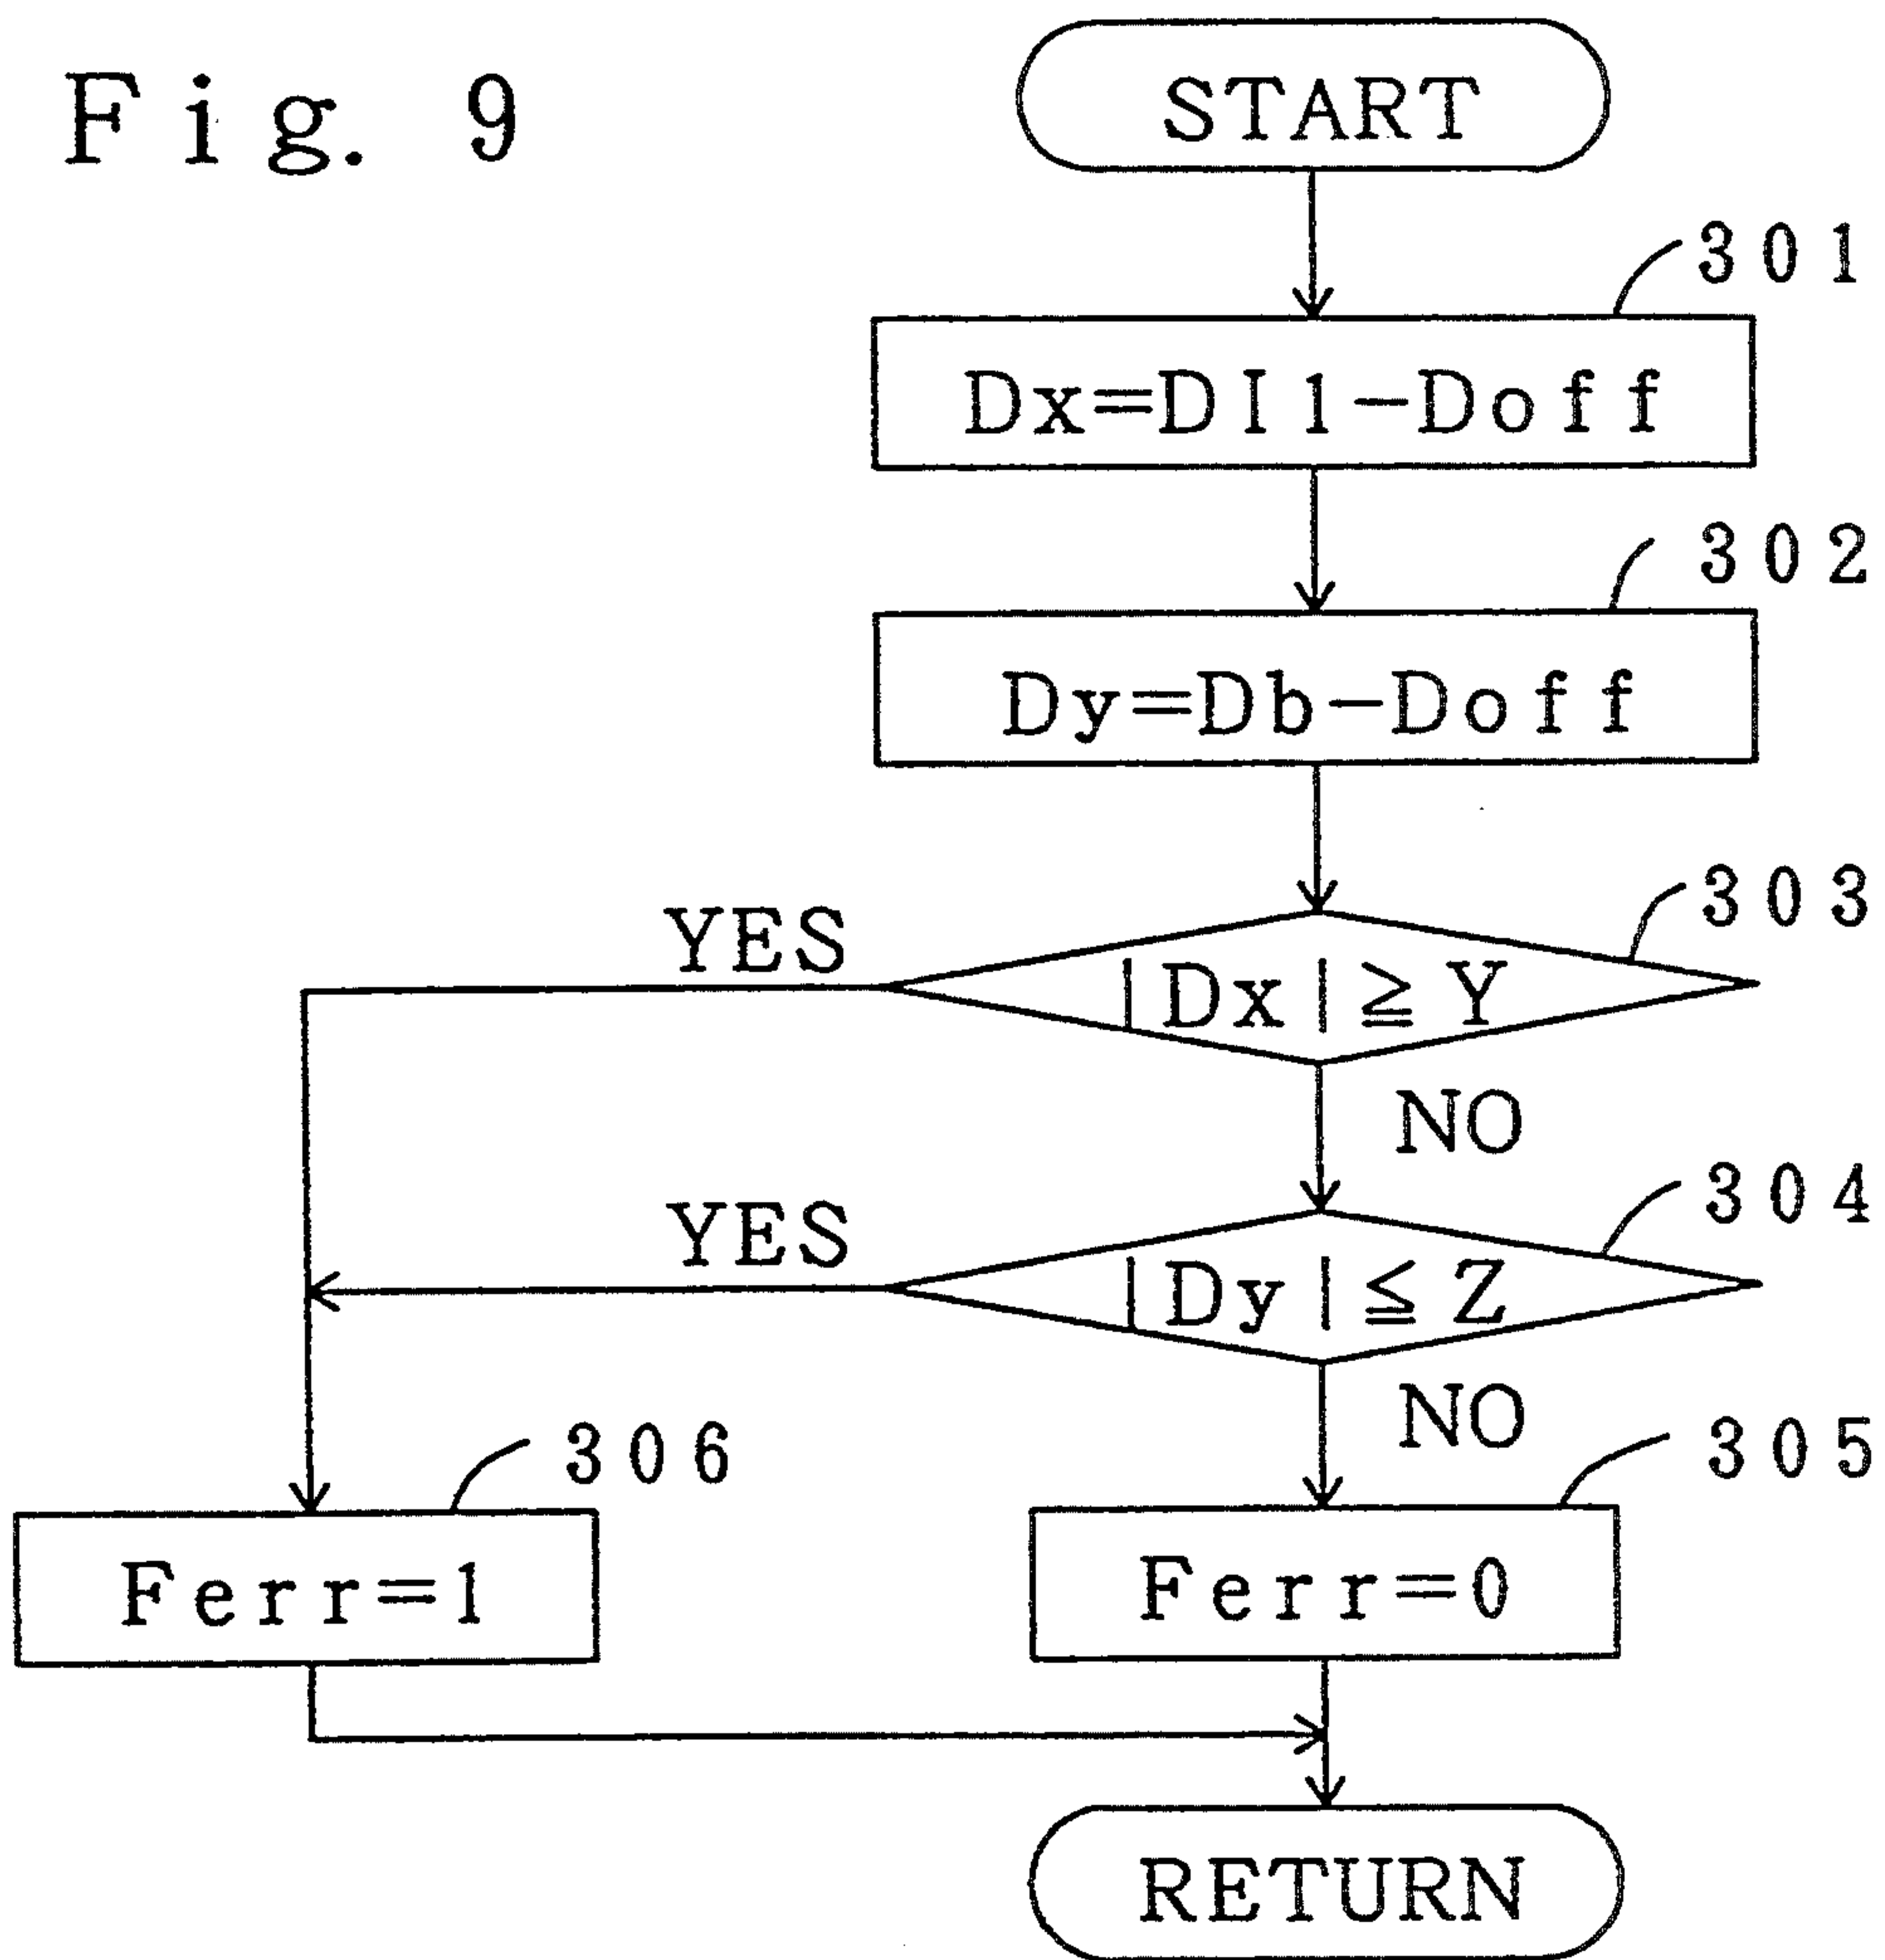 Fig. 9
START
301
Dx=DI1-Doff
302
Dy=Db-Doff
303
YES
|Dx|≧Y
NO
304
YES
|Dy|≦Z
NO
306
305
Ferr=1
Ferr=0
RETURN